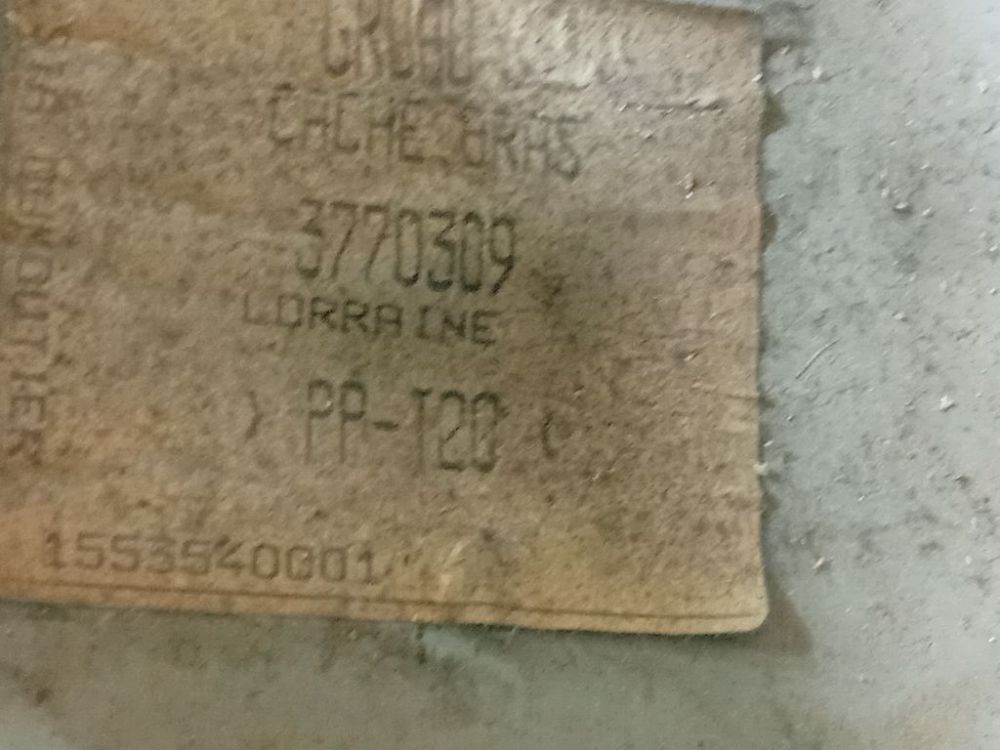 CACHE BRAS
3770309
LORRAINE
> PP-T20 <
1553540001